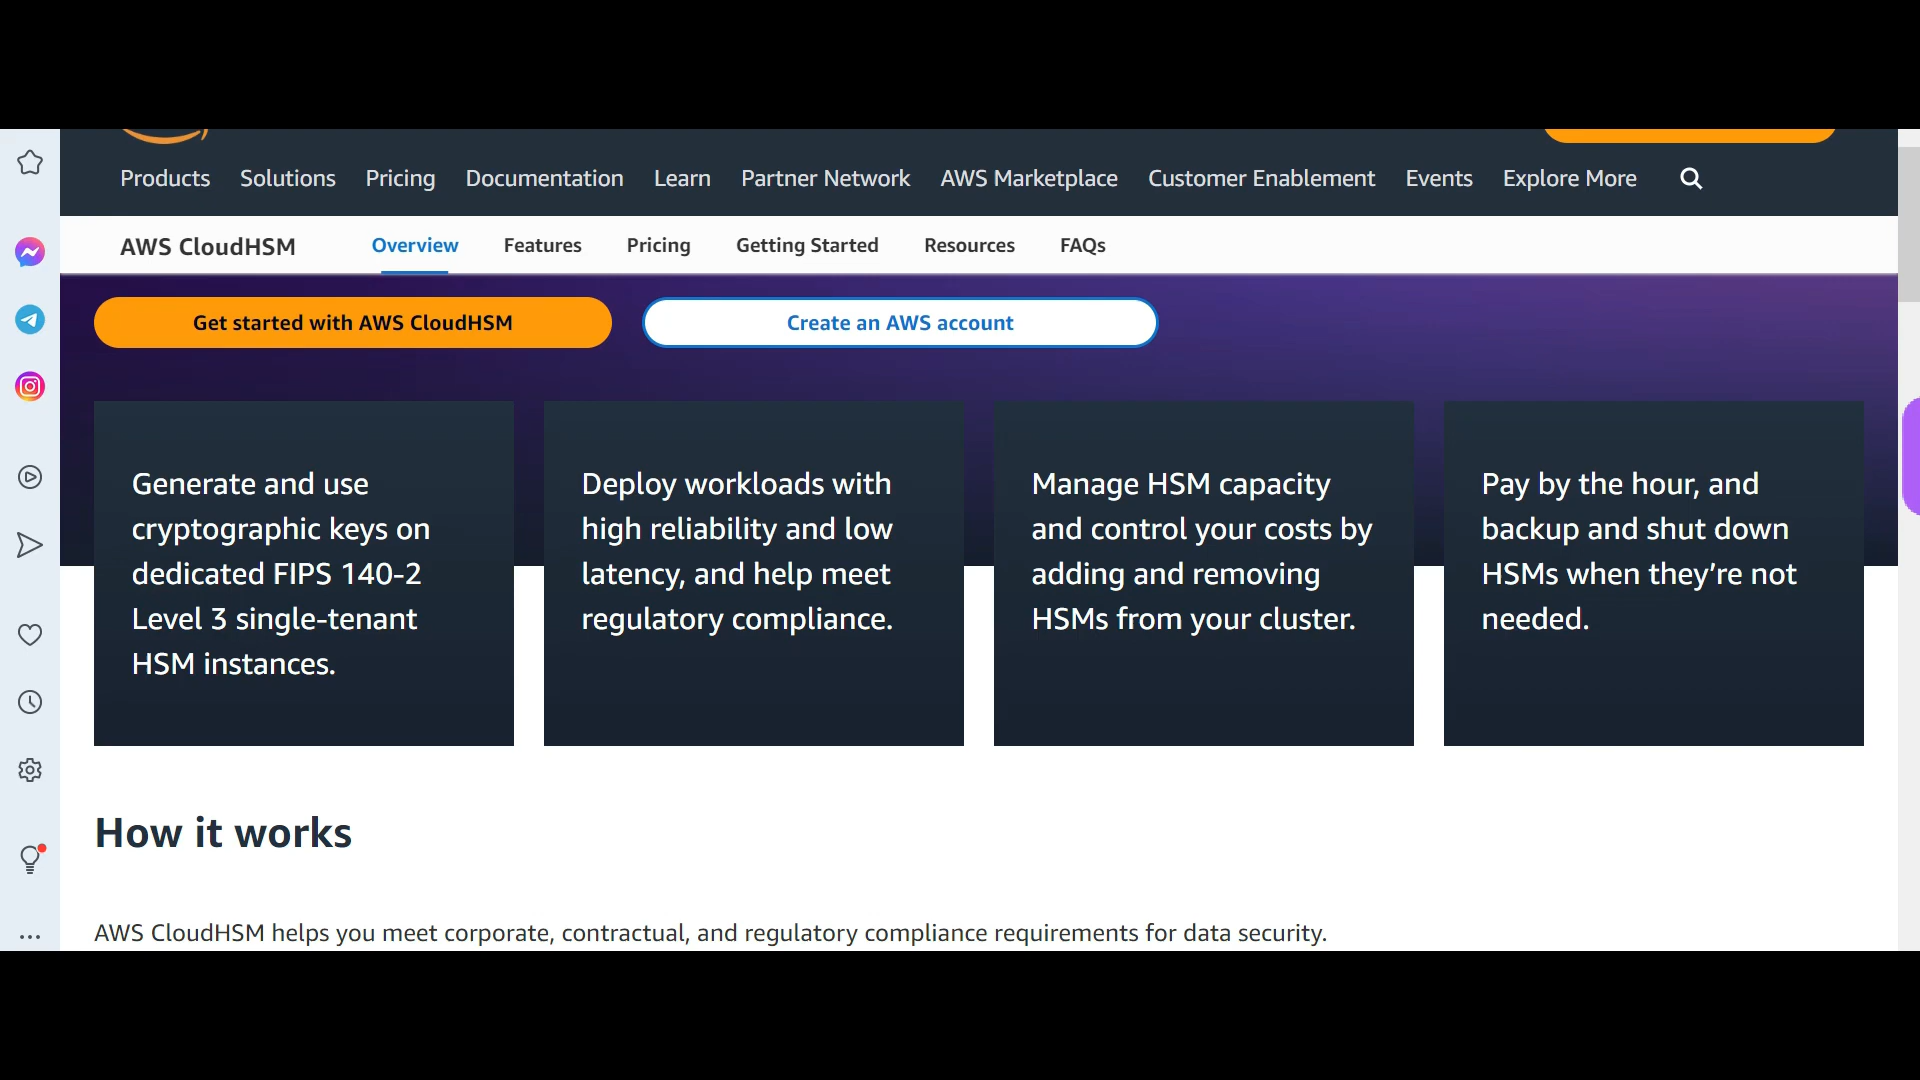 Products Solutions Pricing Documentation Learn Partner Network AWS Marketplace Customer Enablement Events Explore More
AWS CloudHSM Overview Features Pricing Getting Started Resources FAQs
Get started with AWS CloudHSM Create an AWS account
Generate and use
cryptographic keys on
dedicated FIPS 140-2
Level 3 single-tenant
HSM instances.
Deploy workloads with
high reliability and low
latency, and help meet
regulatory compliance.
Manage HSM capacity
and control your costs by
adding and removing
HSMs from your cluster.
Pay by the hour, and
backup and shut down
HSMs when they’re not
needed.
How it works
AWS CloudHSM helps you meet corporate, contractual, and regulatory compliance requirements for data security.